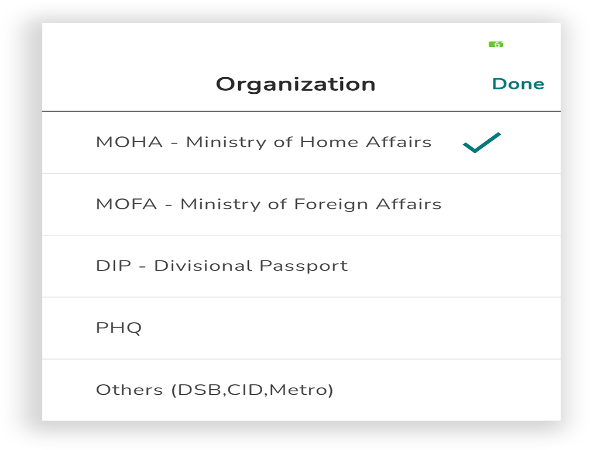 Organization
Done
MOHA - Ministry of Home Affairs
MOFA - Ministry of Foreign Affairs
DIP - Divisional Passport
PHQ
Others (DSB,CID,Metro)